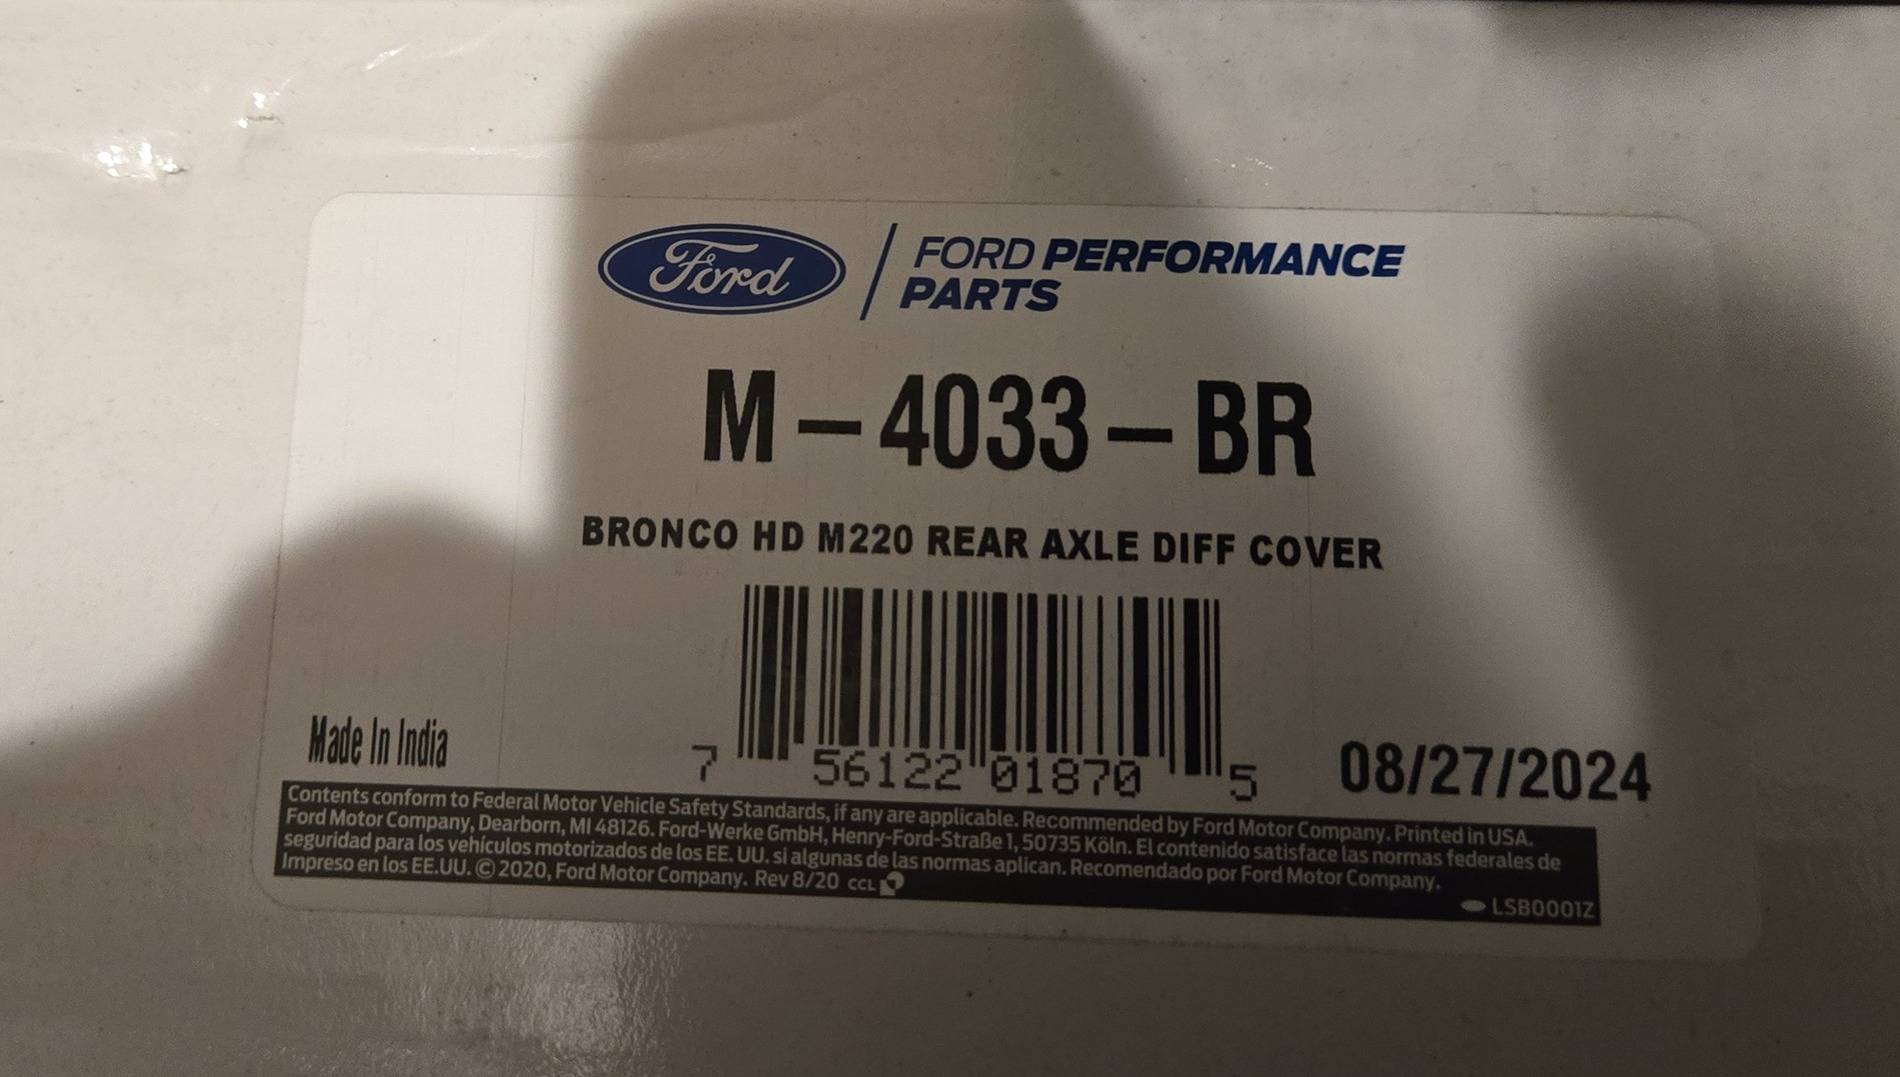 Ford
FORD PERFORMANCE
PARTS
M-4033-BR
BRONCO HD M220 REAR AXLE DIFF COVER
Made In India
7 56122 01870 5
08/27/2024
Contents conform to Federal Motor Vehicle Safety Standards, if any are applicable. Recommended by Ford Motor Company. Printed in USA.
Ford Motor Company, Dearborn, MI 48126. Ford-Werke GmbH, Henry-Ford-Straße 1, 50735 Köln. El contenido satisface las normas federales de
seguridad para los vehículos motorizados de los EE. UU. si algunas de las normas aplican. Recomendado por Ford Motor Company.
Impreso en los EE.UU. © 2020, Ford Motor Company. Rev 8/20 CCL
LSB0001Z